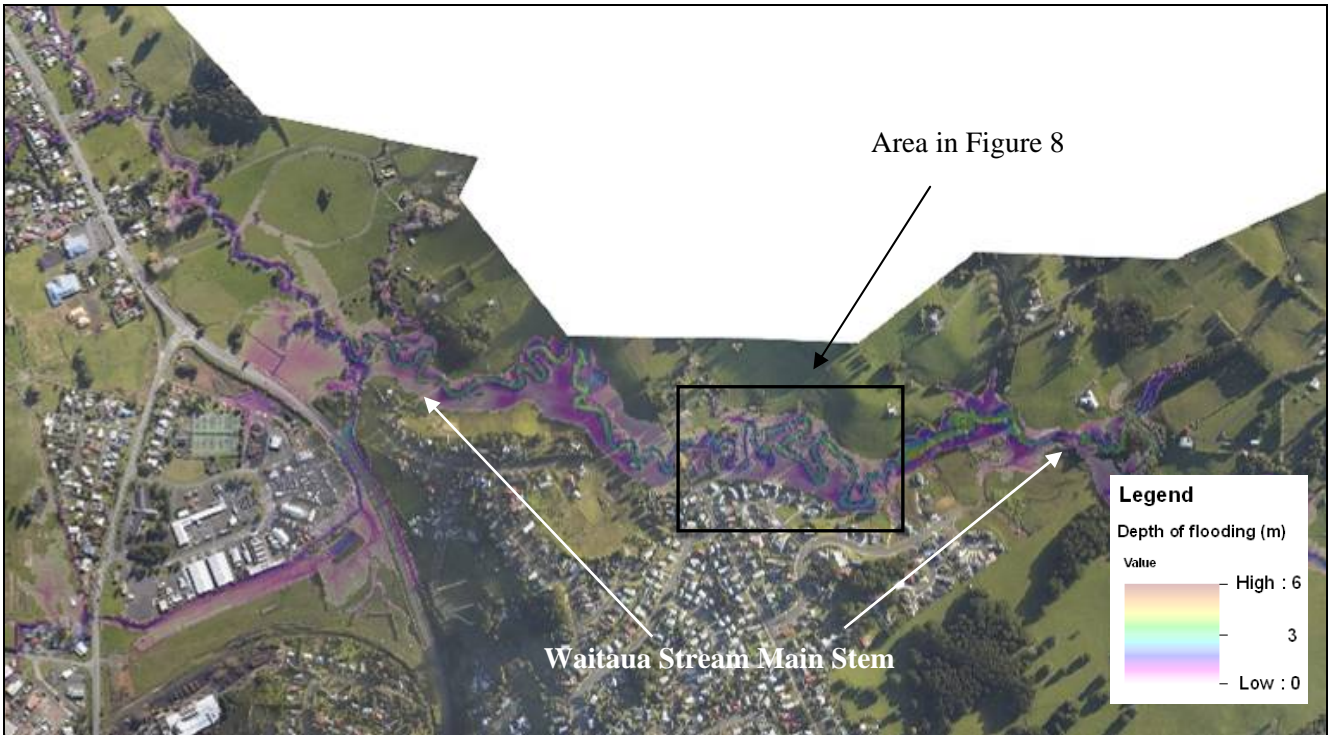 Area in Figure 8
Waitaua Stream Main Stem
Legend
Depth of flooding (m)
Value
High : 6
3
Low : 0